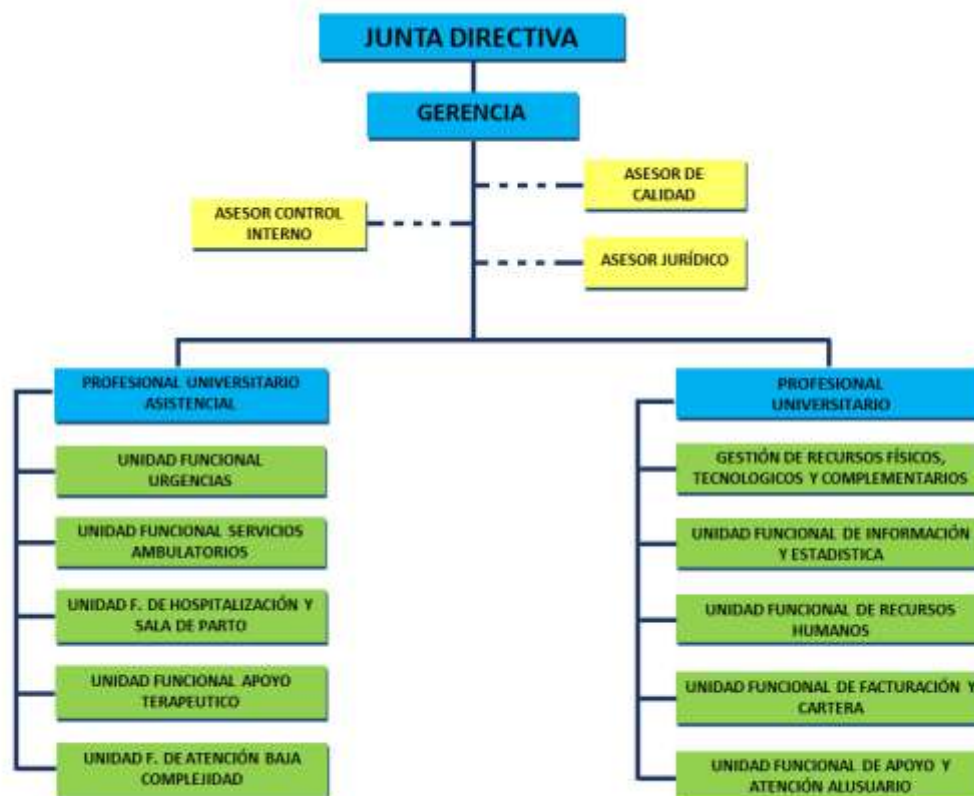 JUNTA DIRECTIVA
GERENCIA
ASESOR DE
CALIDAD
ASESOR CONTROL
INTERNO
ASESOR JURÍDICO
PROFESIONAL UNIVERSITARIO
ASISTENCIAL
UNIDAD FUNCIONAL
URGENCIAS
UNIDAD FUNCIONAL SERVICIOS
AMBULATORIOS
UNIDAD F. DE HOSPITALIZACIÓN Y
SALA DE PARTO
UNIDAD FUNCIONAL APOYO
TERAPEUTICO
UNIDAD F. DE ATENCIÓN BAJA
COMPLEJIDAD
PROFESIONAL
UNIVERSITARIO
GESTIÓN DE RECURSOS FÍSICOS,
TECNOLOGICOS Y COMPLEMENTARIOS
UNIDAD FUNCIONAL DE INFORMACIÓN
Y ESTADISTICA
UNIDAD FUNCIONAL DE RECURSOS
HUMANOS
UNIDAD FUNCIONAL DE FACTURACIÓN Y
CARTERA
UNIDAD FUNCIONAL DE APOYO Y
ATENCIÓN ALUSUARIO